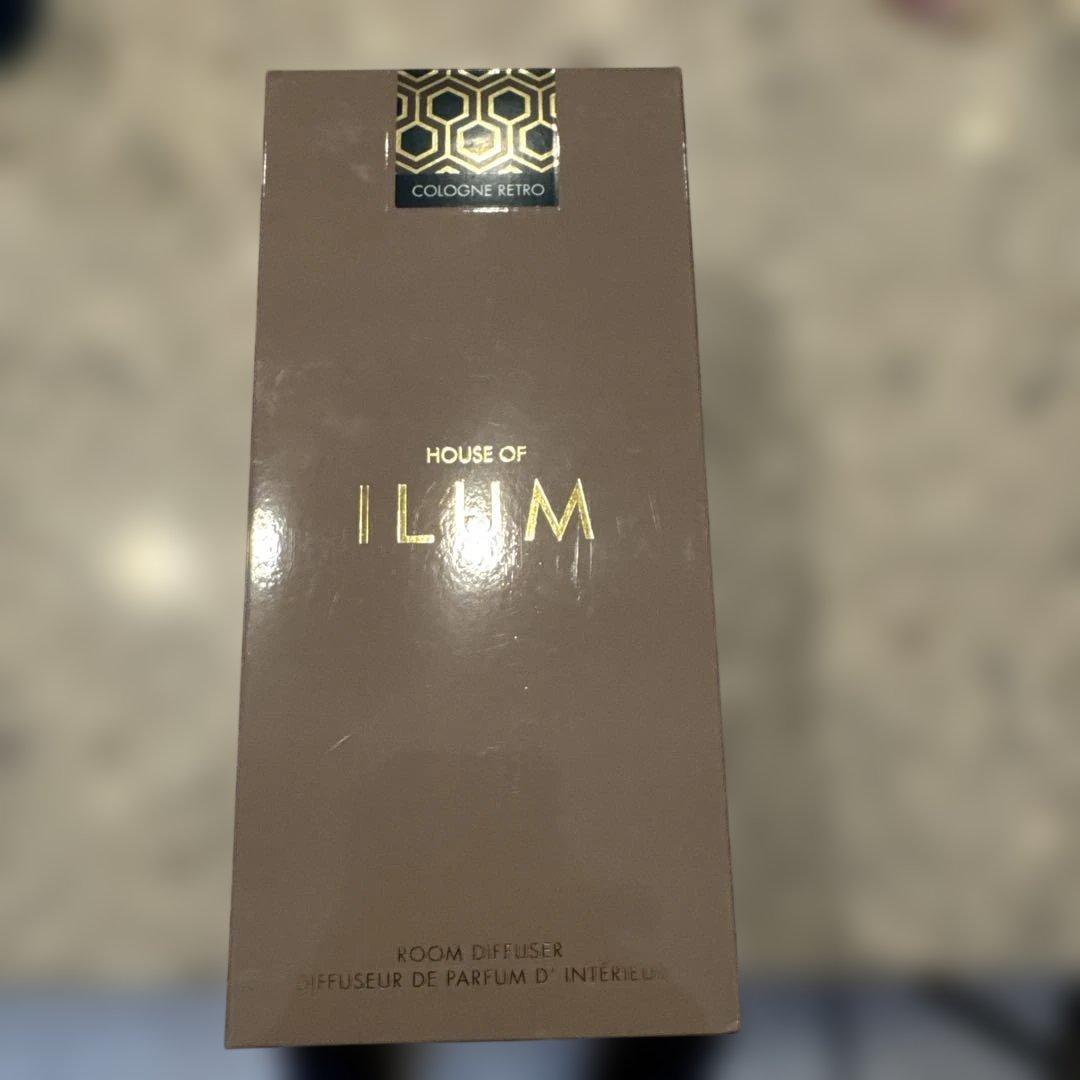 COLOGNE RETRO
HOUSE OF
ILUM
ROOM DIFFUSER
DIFFUSEUR DE PARFUM D' INTÉRIEUR